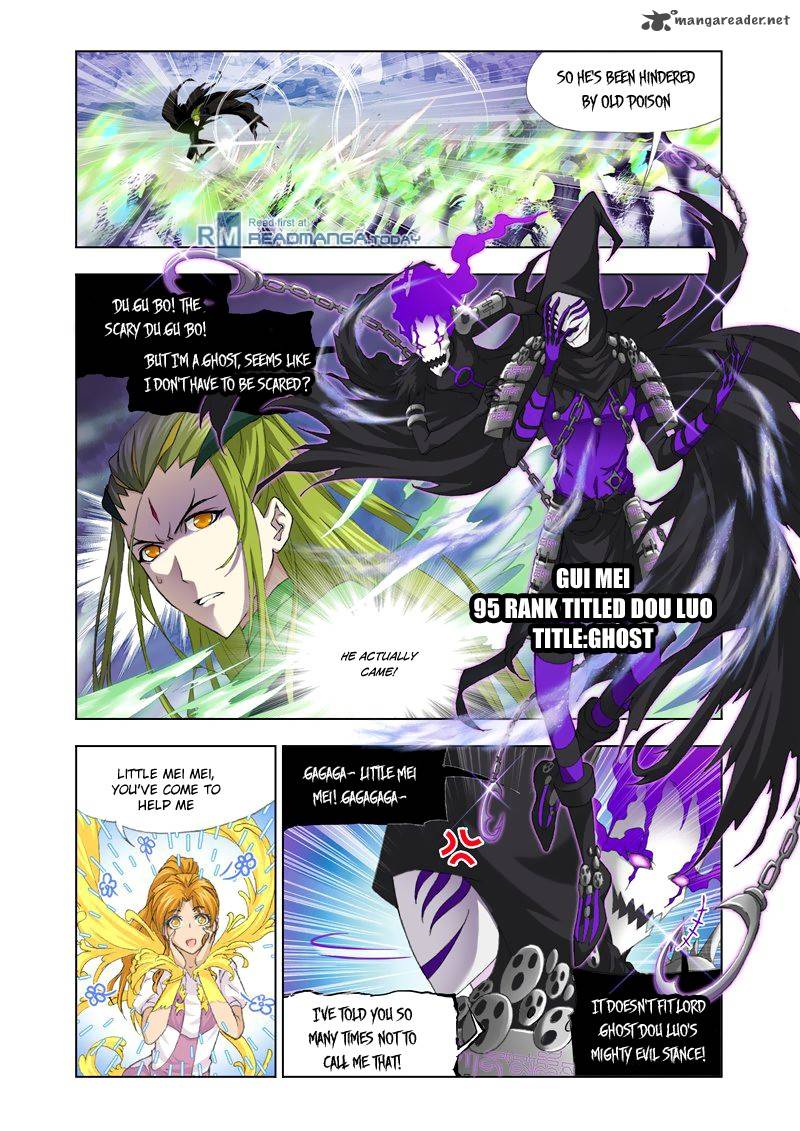 mangareader.net
SO HE'S BEEN HINDERED
BY OLD POISON
RM
Read first at
READMANGA.TODAY
DU GU BO! THE
SCARY DU GU BO!
BUT I'M A GHOST, SEEMS LIKE
I DON'T HAVE TO BE SCARED?
GUI MEI
95 RANK TITLED DOU LUO
TITLE:GHOST
HE ACTUALLY
CAME!
LITTLE MEI MEI,
YOU'VE COME TO
HELP ME
GAGAGA~ LITTLE MEI
MEI! GAGAGAGA~
I'VE TOLD YOU SO
MANY TIMES NOT TO
CALL ME THAT!
IT DOESN'T FIT LORD
GHOST DOU LUO'S
MIGHTY EVIL STANCE!